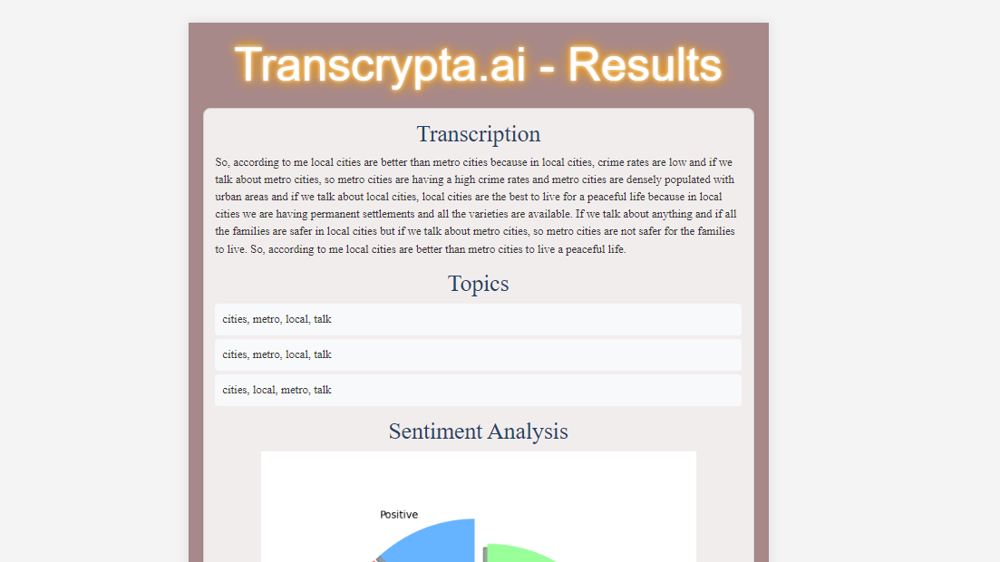 Transcrypta.ai - Results
Transcription
So, according to me local cities are better than metro cities because in local cities, crime rates are low and if we
talk about metro cities, so metro cities are having a high crime rates and metro cities are densely populated with
urban areas and if we talk about local cities, local cities are the best to live for a peaceful life because in local
cities we are having permanent settlements and all the varieties are available. If we talk about anything and if all
the families are safer in local cities but if we talk about metro cities, so metro cities are not safer for the families
to live. So, according to me local cities are better than metro cities to live a peaceful life.
Topics
cities, metro, local, talk
cities, metro, local, talk
cities, local, metro, talk
Sentiment Analysis
Positive